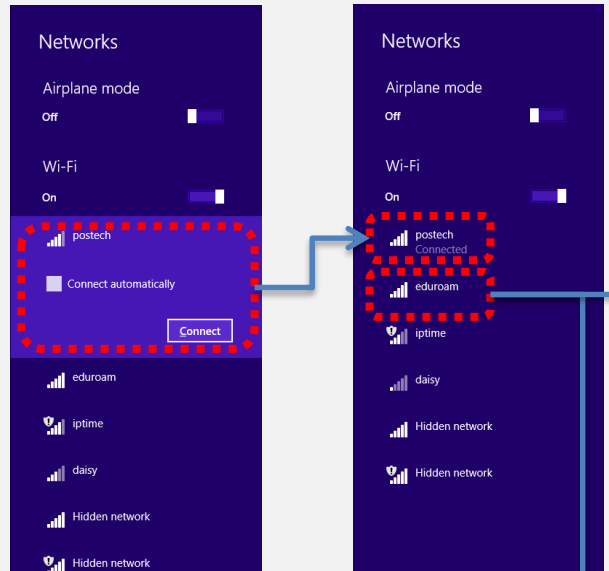 Networks
Airplane mode
Off
Wi-Fi
On
postech
Connect automatically
Connect
eduroam
iptime
daisy
Hidden network
Hidden network
Networks
Airplane mode
Off
Wi-Fi
On
postech
Connected
eduroam
iptime
daisy
Hidden network
Hidden network